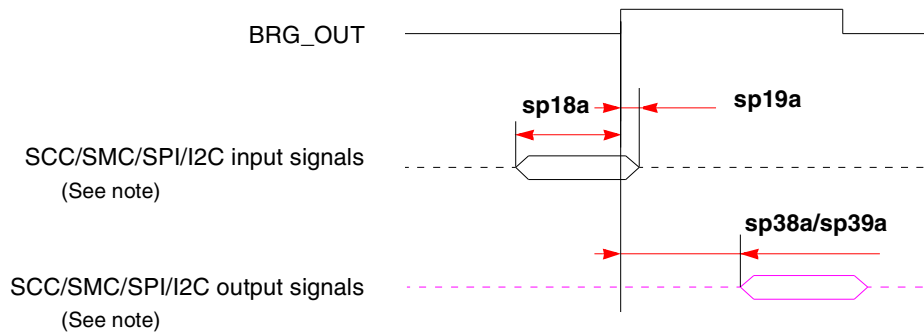 BRG_OUT
sp18a
sp19a
SCC/SMC/SPI/I2C input signals
(See note)
sp38a/sp39a
SCC/SMC/SPI/I2C output signals
(See note)